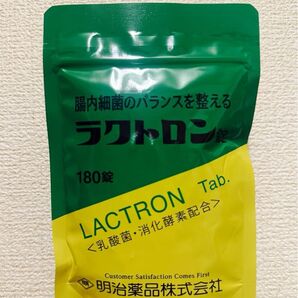 腸内細菌のバランスを整える
ラクトロン錠
180錠
LACTRON Tab.
<乳酸菌・消化酵素配合>
Customer Satisfaction Comes First
明治薬品株式会社